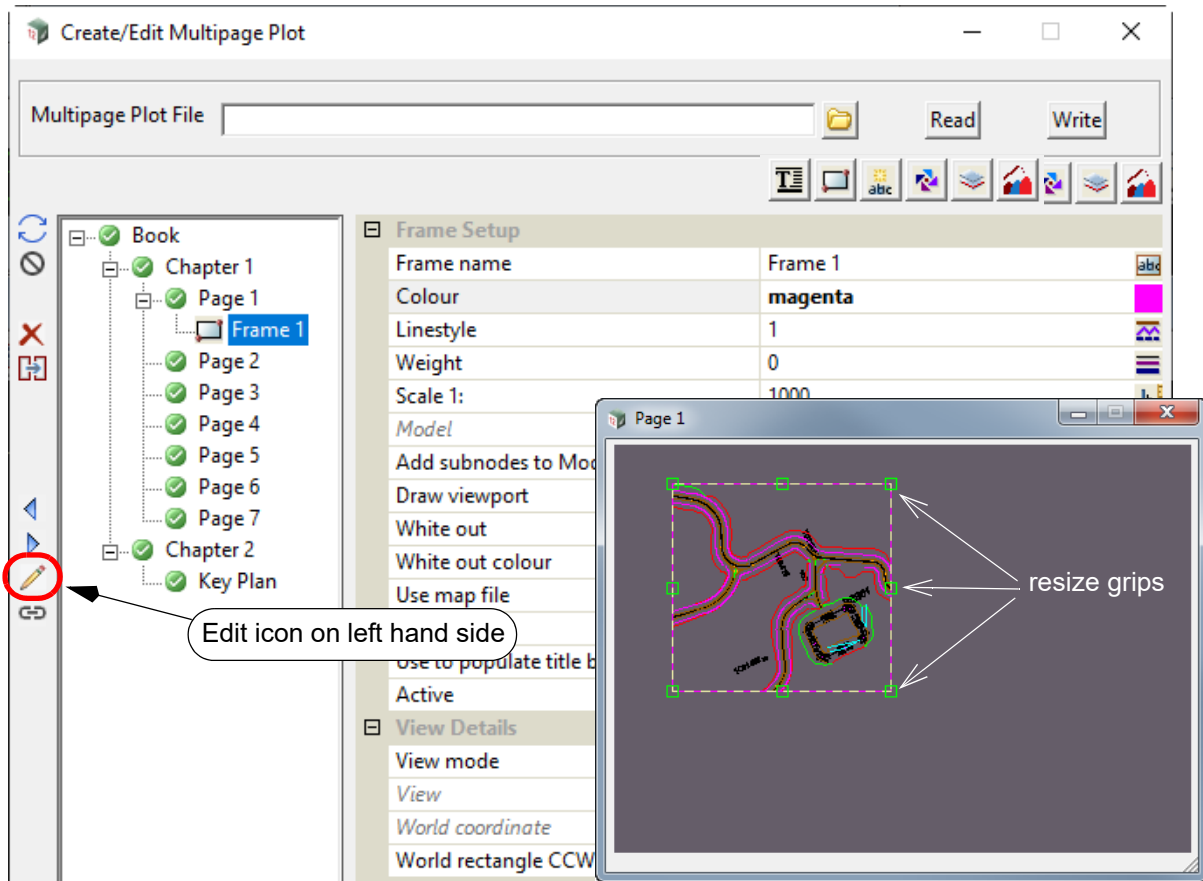 Create/Edit Multipage Plot
Multipage Plot File
Read
Write
abc
Book
Chapter 1
Page 1
Frame 1
Page 2
Page 3
Page 4
Page 5
Page 6
Page 7
Chapter 2
Key Plan
Edit icon on left hand side
Frame Setup
Frame name Frame 1 abc
Colour magenta
Linestyle 1
Weight 0
Scale 1: 1000
Model
Add subnodes to Mod
Draw viewport
White out
White out colour
Use map file
Use to populate title b
Active
View Details
View mode
View
World coordinate
World rectangle CCW
Page 1
resize grips